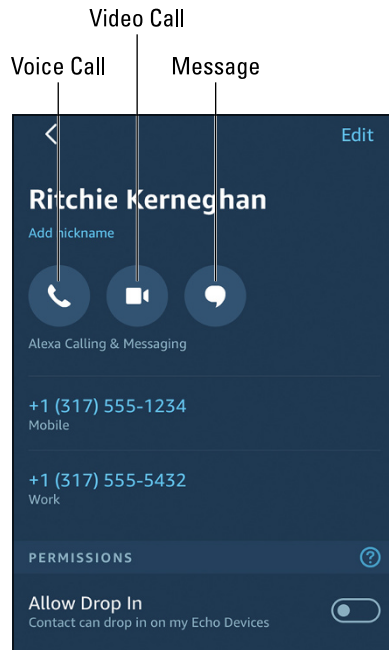 Video Call
Voice Call Message
Edit
Ritchie Kerneghan
Add nickname
Alexa Calling & Messaging
+1 (317) 555-1234
Mobile
+1 (317) 555-5432
Work
PERMISSIONS ?
Allow Drop In
Contact can drop in on my Echo Devices